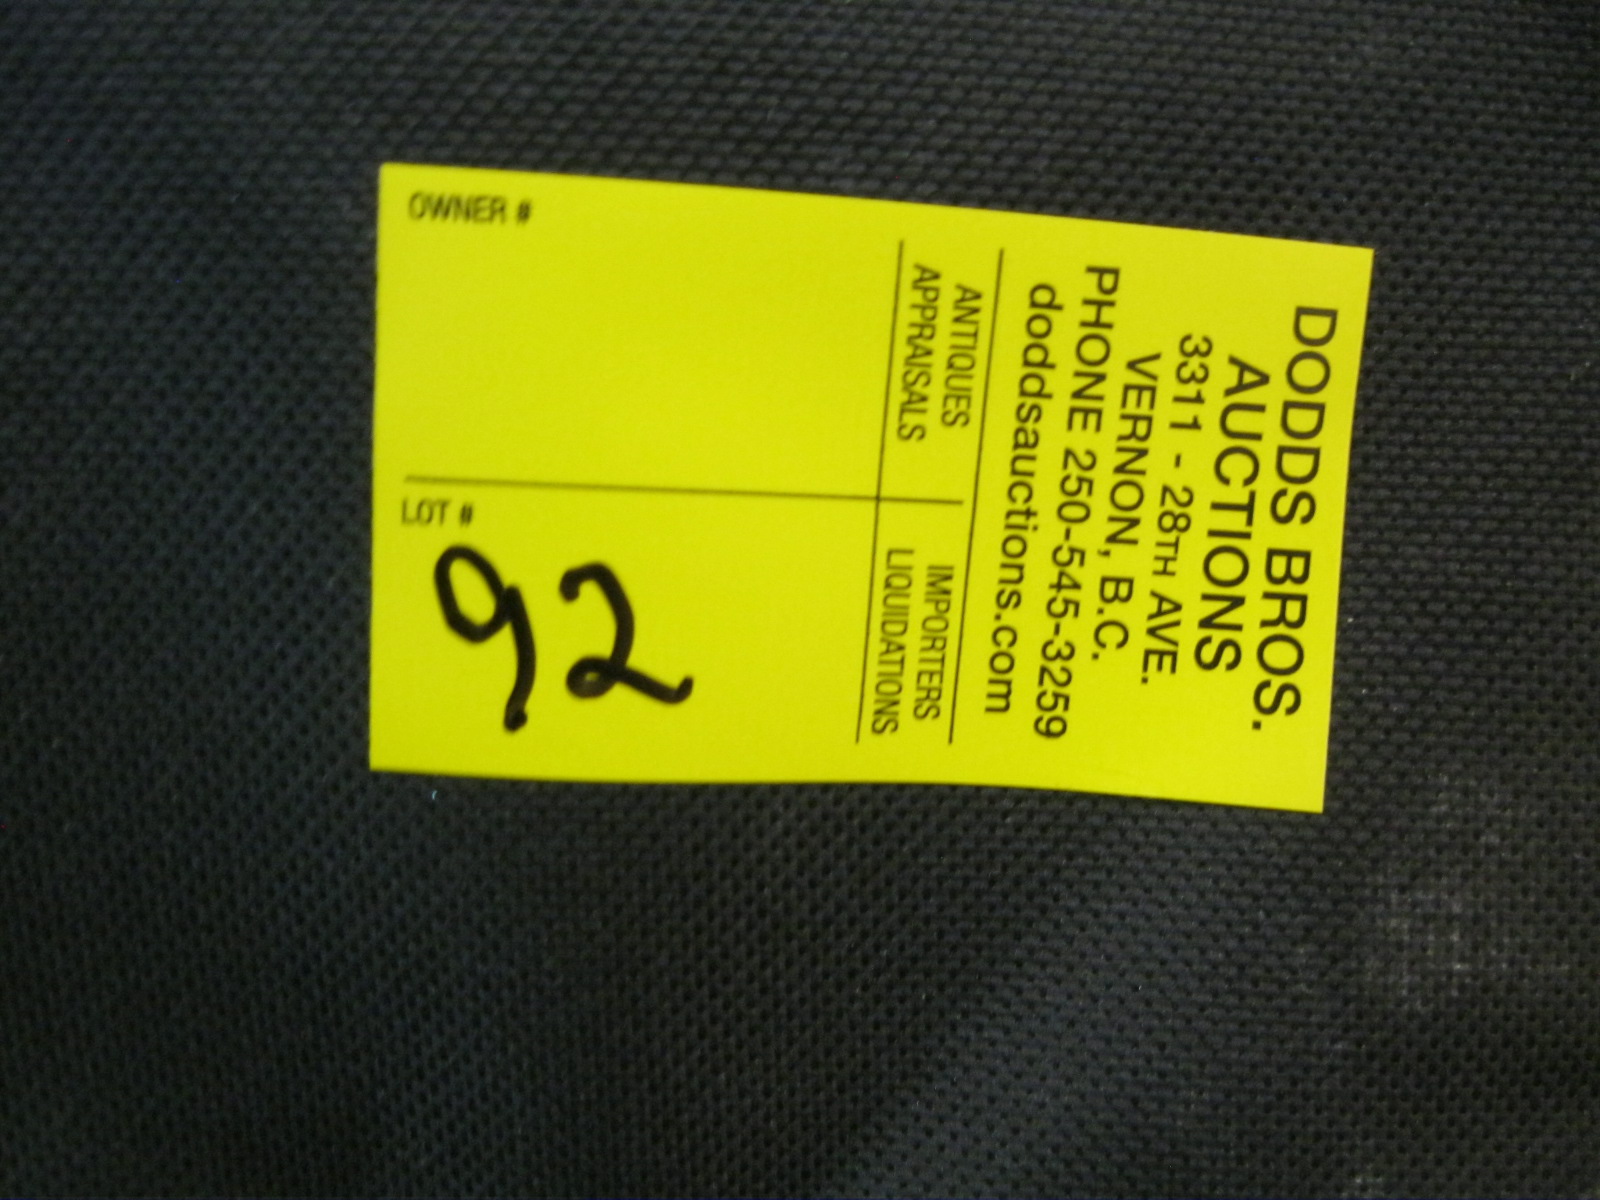 DODDS BROS.
AUCTIONS
3311 - 28TH AVE.
VERNON, B.C.
PHONE 250-545-3259
doddsauctions.com
ANTIQUES
APPRAISALS
IMPORTERS
LIQUIDATIONS
OWNER #
LOT #
92